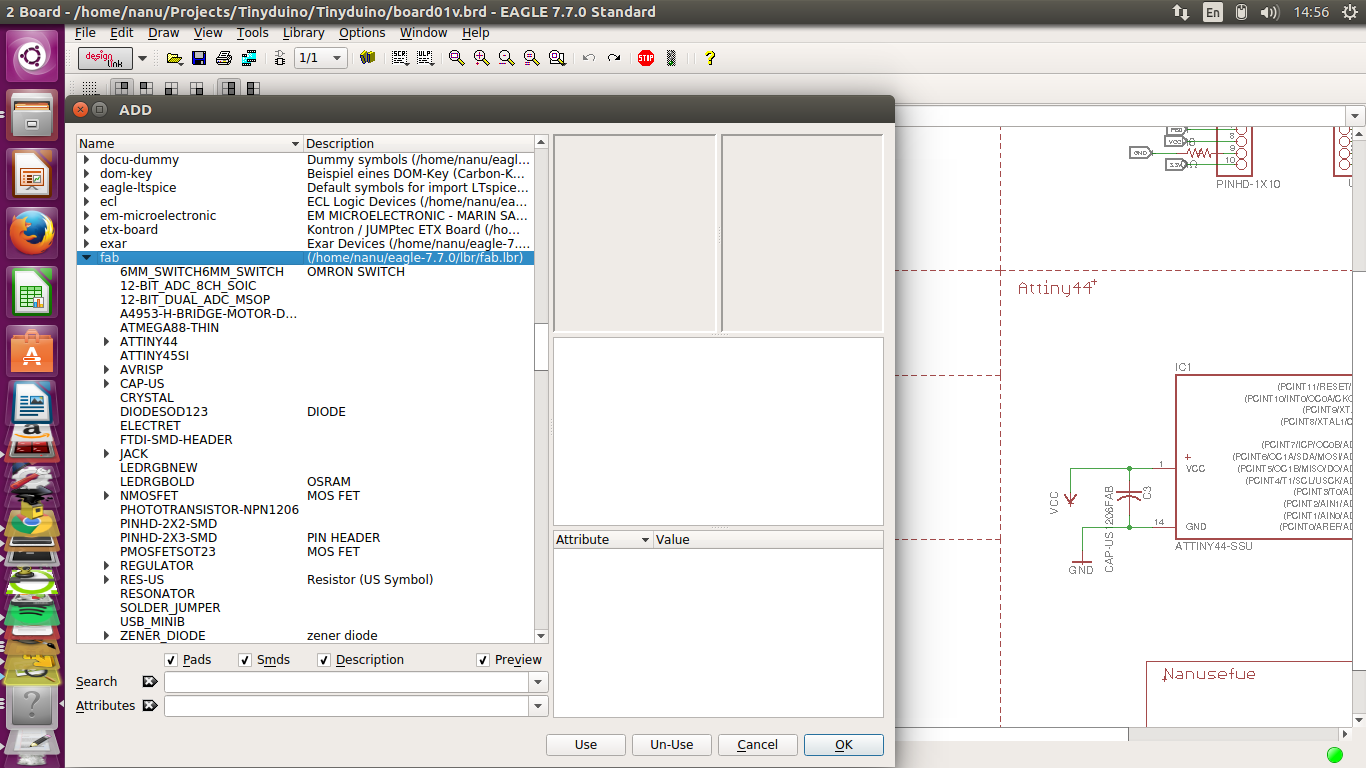 2 Board - /home/nanu/Projects/Tinyduino/Tinyduino/board01v.brd - EAGLE 7.7.0 Standard
En
14:56
File Edit Draw View Tools Library Options Window Help
design link
1/1
SCR
ULP
STOP
?
ADD
Name Description
docu-dummy Dummy symbols (/home/nanu/eagl...
dom-key Beispiel eines DOM-Key (Carbon-K...
eagle-ltspice Default symbols for import LTspice...
ecl ECL Logic Devices (/home/nanu/ea...
em-microelectronic EM MICROELECTRONIC - MARIN SA...
etx-board Kontron / JUMPtec ETX Board (/ho...
exar Exar Devices (/home/nanu/eagle-7....
fab (/home/nanu/eagle-7.7.0/lbr/fab.lbr)
6MM_SWITCH6MM_SWITCH OMRON SWITCH
12-BIT_ADC_8CH_SOIC
12-BIT_DUAL_ADC_MSOP
A4953-H-BRIDGE-MOTOR-D...
ATMEGA88-THIN
ATTINY44
ATTINY45SI
AVRISP
CAP-US
CRYSTAL
DIODESOD123 DIODE
ELECTRET
FTDI-SMD-HEADER
JACK
LEDRGBNEW
LEDRGBOLD OSRAM
NMOSFET MOS FET
PHOTOTRANSISTOR-NPN1206
PINHD-2X2-SMD
PINHD-2X3-SMD PIN HEADER
PMOSFETSOT23 MOS FET
REGULATOR
RES-US Resistor (US Symbol)
RESONATOR
SOLDER_JUMPER
USB_MINIB
ZENER_DIODE zener diode
Pads Smds Description Preview
Search
Attributes
Attribute Value
Use Un-Use Cancel OK
VCC 8
GND 9
3.3V 10
PINHD-1X10
Attiny44
IC1
(PCINT11/RESET/
(PCINT10/INT0/OC0A/CKO
(PCINT9/XT
(PCINT8/XTAL1/C
(PCINT7/ICP/OC0B/AD
(PCINT6/OC1A/SDA/MOSI/AD
(PCINT5/OC1B/MISO/DO/AD
(PCINT4/T1/SCL/USCK/AD
(PCINT3/T0/AD
(PCINT2/AIN1/AD
(PCINT1/AIN0/AD
(PCINT0/AREF/AD
1 VCC
14 GND
VCC
C3
CAP-US1206FAB
GND
ATTINY44-SSU
Nanusefue